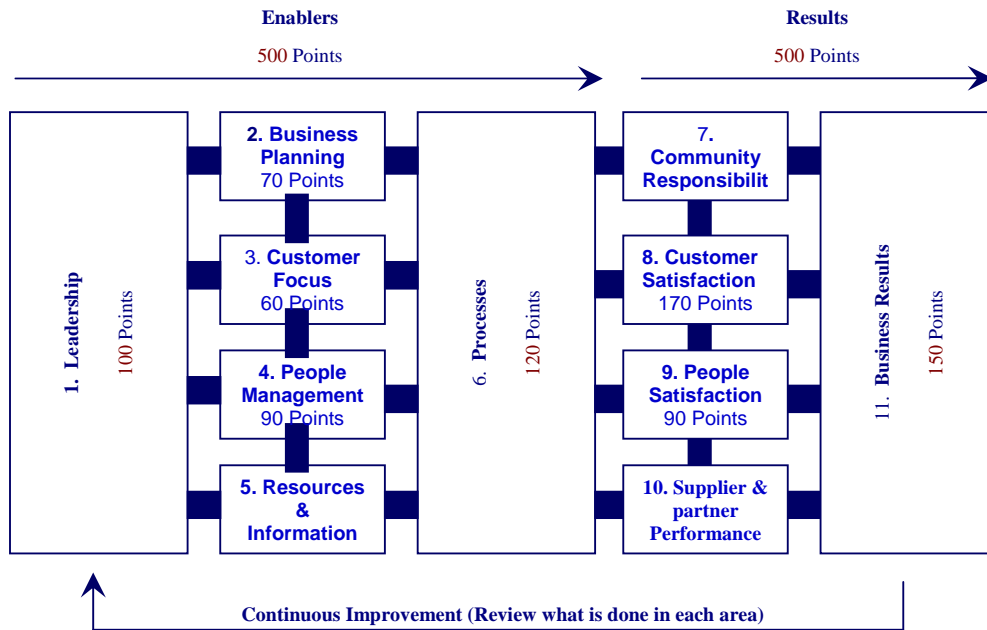 Enablers
500 Points
Results
500 Points
1. Leadership
100 Points
2. Business
Planning
70 Points
3. Customer
Focus
60 Points
4. People
Management
90 Points
5. Resources
&
Information
6. Processes
120 Points
7.
Community
Responsibilit
8. Customer
Satisfaction
170 Points
9. People
Satisfaction
90 Points
10. Supplier &
partner
Performance
11. Business Results
150 Points
Continuous Improvement (Review what is done in each area)